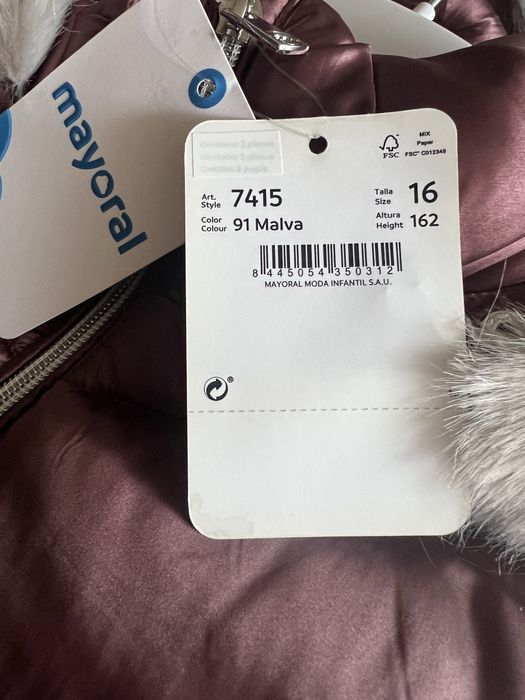 mayoral
MIX
Paper
FSC
FSC™ C012345
Art. 7415
Style
Talla 16
Size
Color 91 Malva
Colour
Altura 162
Height
8 445054 350312
MAYORAL MODA INFANTIL S.A.U.
®